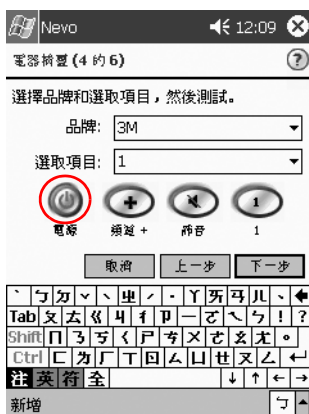 Nevo 12:09
電器精靈 (4 的 6)
選擇品牌和選取項目，然後測試。
品牌: 3M
選取項目: 1
電源 頻道 + 靜音 1
取消 上一步 下一步
ˋ ㄅ ㄉ ˇ ˋ ㄓ ˊ ˙ ㄚ ㄞ ㄢ ㄦ
Tab ㄆ ㄊ ㄍ ㄐ ㄔ ㄗ ㄧ ㄛ ㄟ ㄣ ! ?
Shift ㄇ ㄋ ㄎ ㄑ ㄕ ㄘ ㄨ ㄜ ㄠ ㄤ 。
Ctrl ㄈ ㄌ ㄏ ㄒ ㄖ ㄙ ㄩ ㄝ ㄡ ㄥ
注 英 符 全 ↓ ↑ ← →
新增 ㄅ